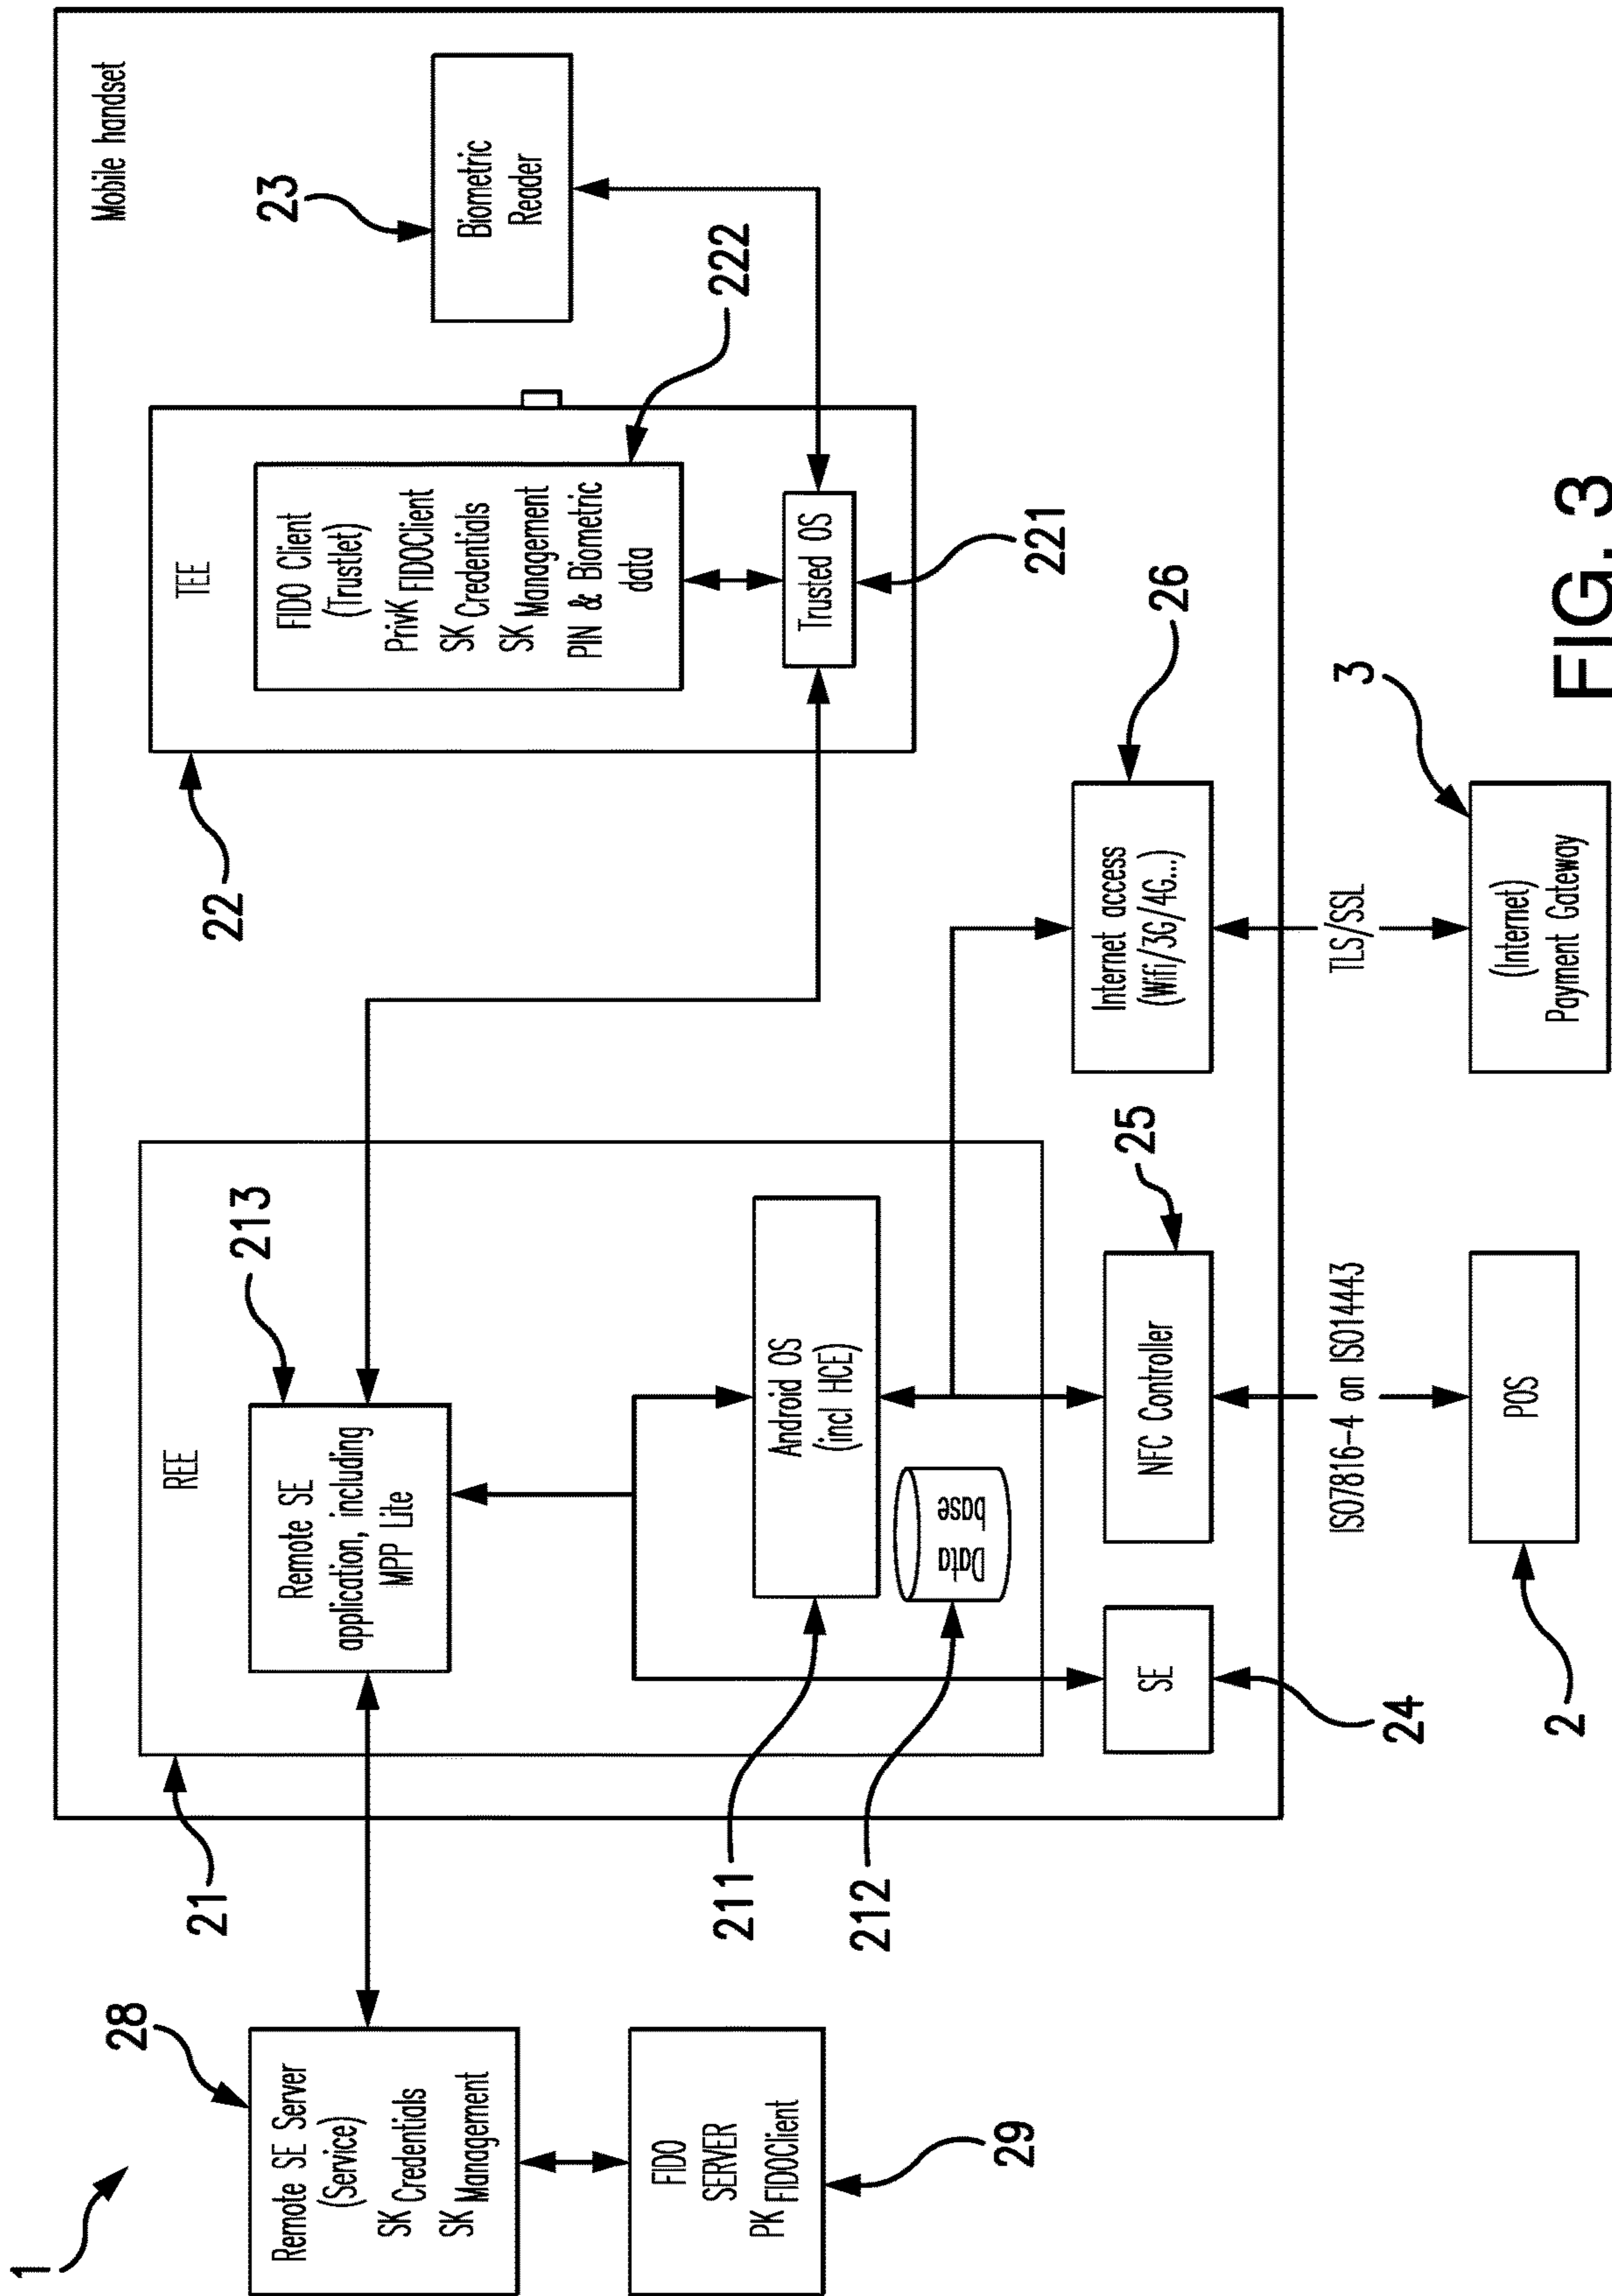 1
28
Remote SE Server
(Service)
SK Credentials
SK Management
FIDO
SERVER
PK FIDOClient
29
Mobile handset
21
REE
213
Remote SE
application, including
MPP Lite
211
Android OS
(incl HCE)
212
Data
base
22
TEE
FIDO Client
(Trustlet)
PrivK FIDOClient
SK Credentials
SK Management
PIN & Biometric
data
222
Trusted OS
221
23
Biometric
Reader
24
SE
25
NFC Controller
26
Internet access
(Wifi/3G/4G...)
ISO7816-4 on ISO14443
TLS/SSL
2
POS
3
(Internet)
Payment Gateway
FIG. 3